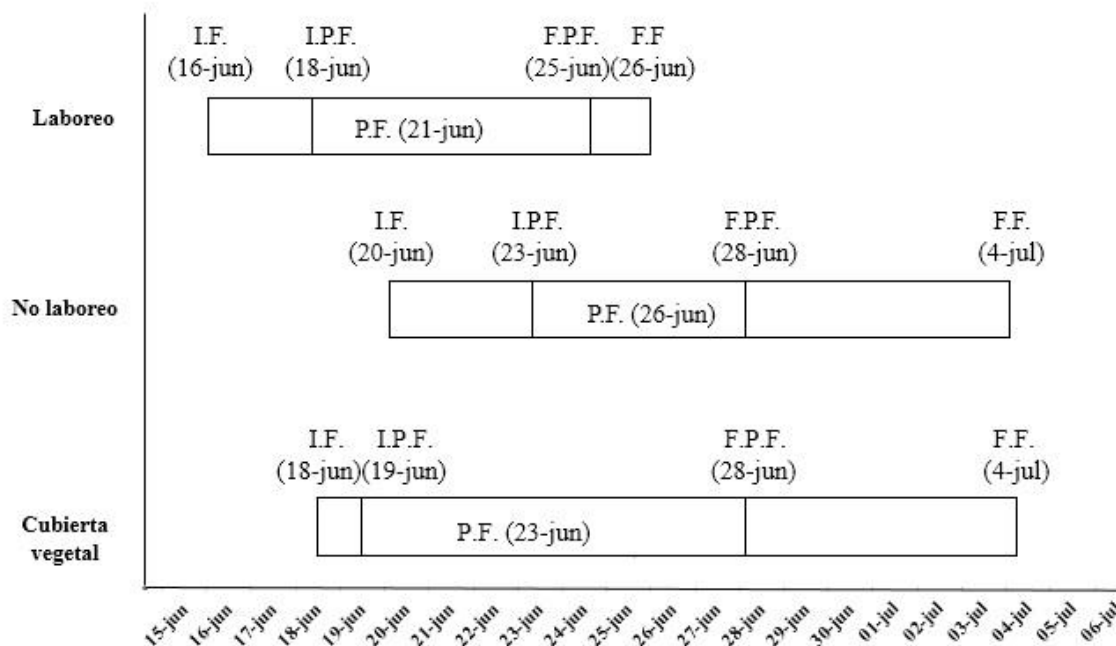 I.F. I.P.F. F.P.F. F.F
(16-jun) (18-jun) (25-jun)(26-jun)
Laboreo
P.F. (21-jun)
I.F. I.P.F. F.P.F. F.F.
(20-jun) (23-jun) (28-jun) (4-jul)
No laboreo
P.F. (26-jun)
I.F. I.P.F. F.P.F. F.F.
(18-jun)(19-jun) (28-jun) (4-jul)
Cubierta
vegetal
P.F. (23-jun)
15-jun 16-jun 17-jun 18-jun 19-jun 20-jun 21-jun 22-jun 23-jun 24-jun 25-jun 26-jun 27-jun 28-jun 29-jun 30-jun 01-jul 02-jul 03-jul 04-jul 05-jul 06-jul